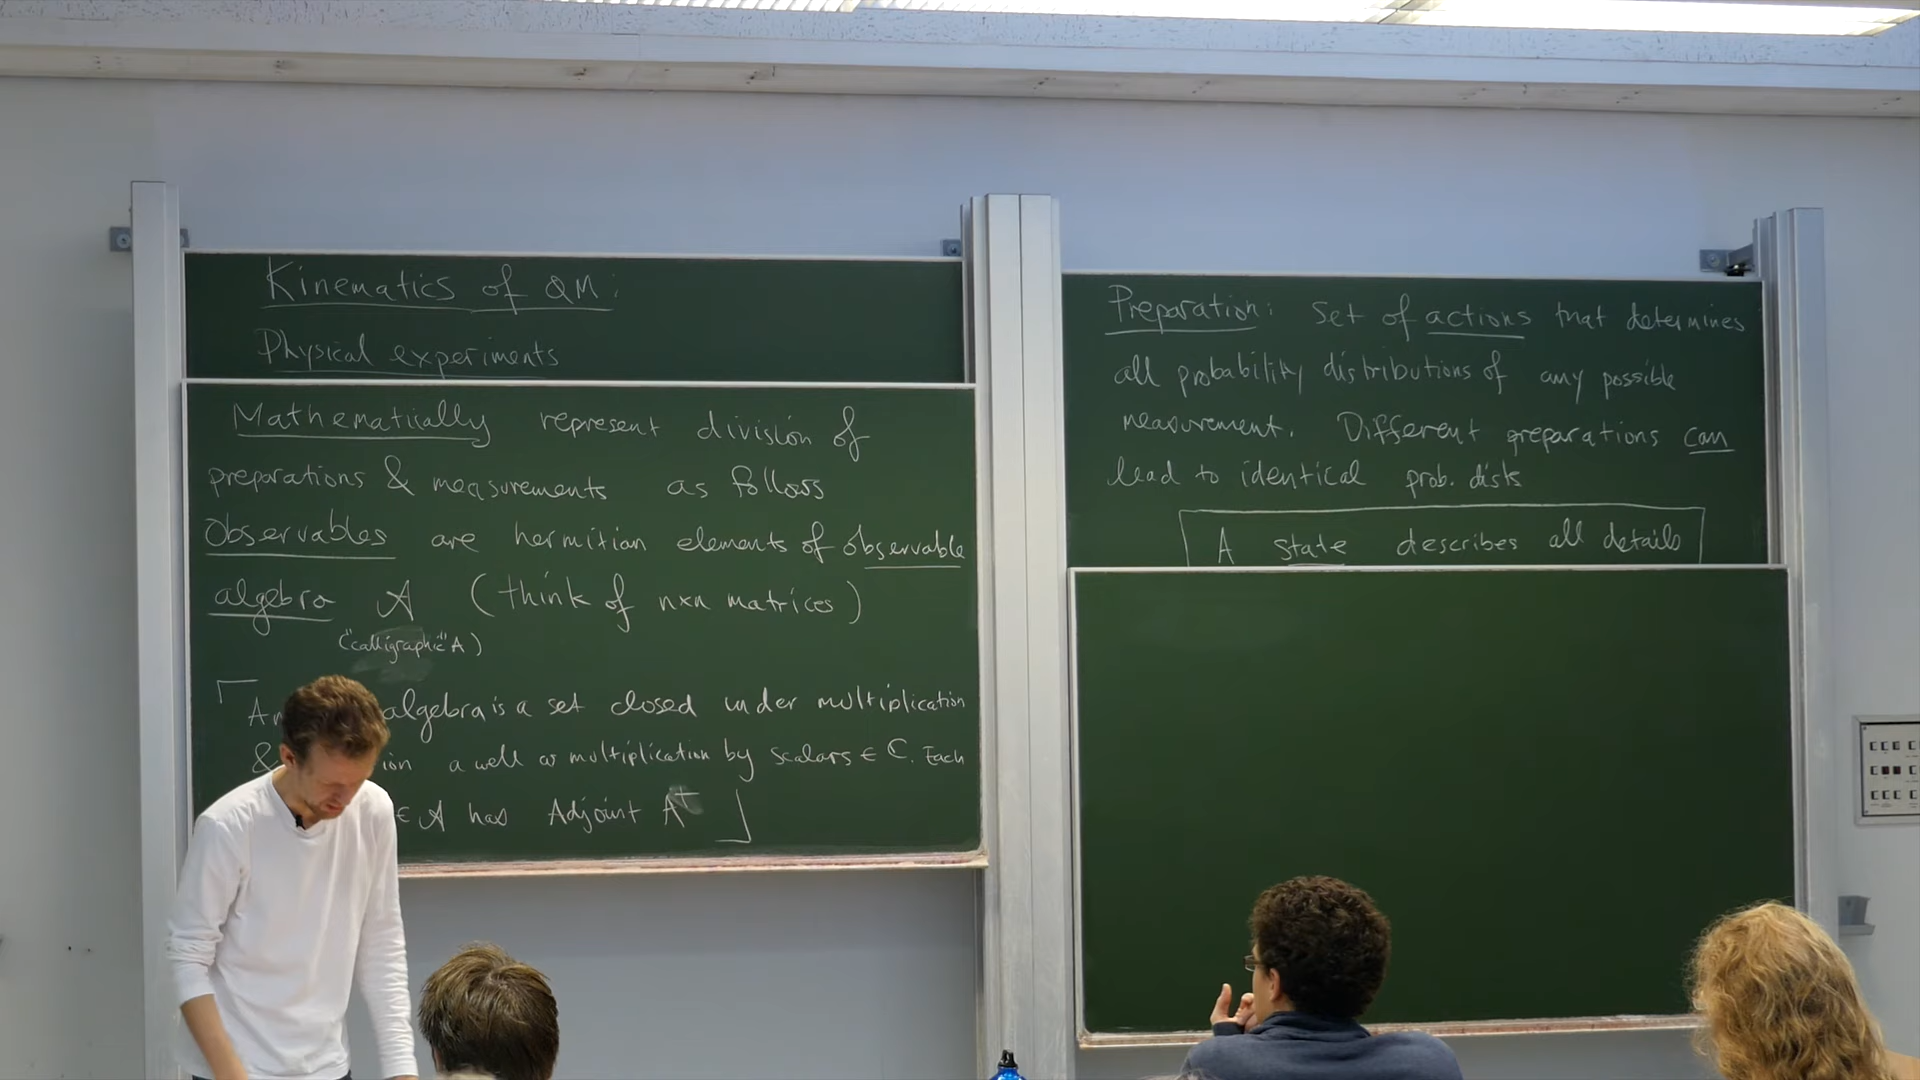 Kinematics of QM:
Physical experiments
Mathematically represent division of
preparations & measurements as follows
Observables are hermitian elements of observable
algebra A (think of n×n matrices)
("calligraphic" A)
An algebra is a set closed under multiplication
& ion a well as multiplication by scalars ∈ ℂ. Each
∈ A has Adjoint A†
Preparation: Set of actions that determines
all probability distributions of any possible
measurement. Different preparations can
lead to identical prob. dists
A state describes all details